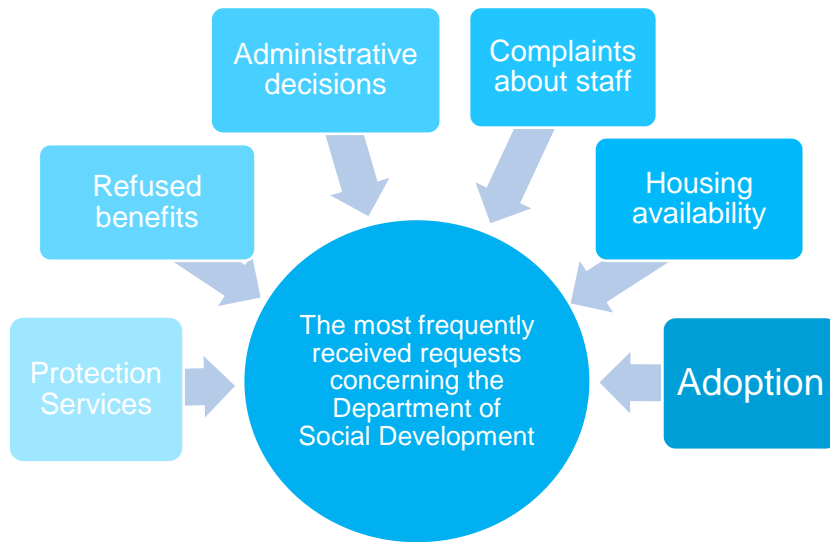 Administrative
decisions
Complaints
about staff
Refused
benefits
Housing
availability
Protection
Services
The most frequently
received requests
concerning the
Department of
Social Development
Adoption